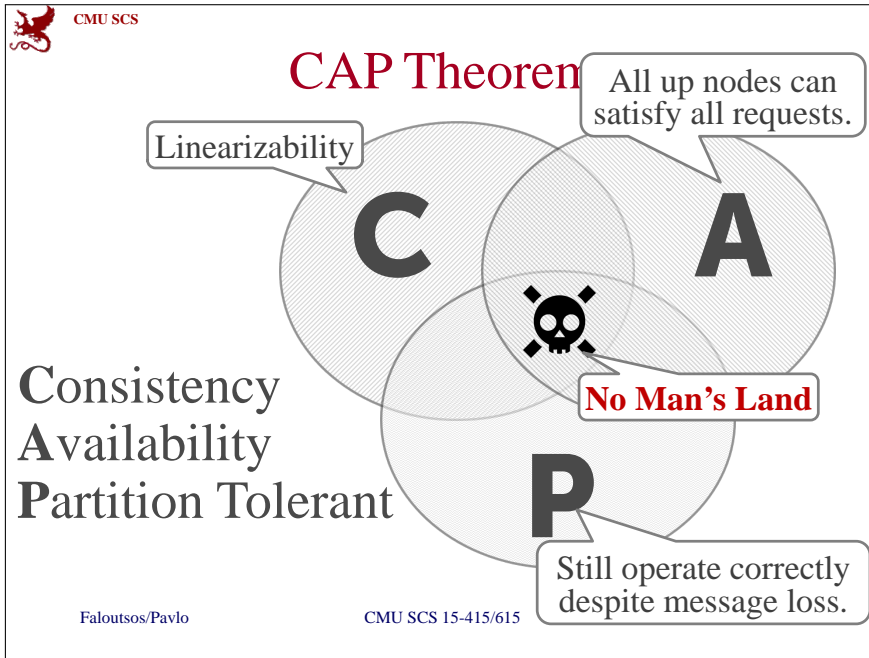 CMU SCS
CAP Theorem
All up nodes can
satisfy all requests.
Linearizability
C
A
No Man's Land
Consistency
Availability
Partition Tolerant
P
Still operate correctly
despite message loss.
Faloutsos/Pavlo
CMU SCS 15-415/615